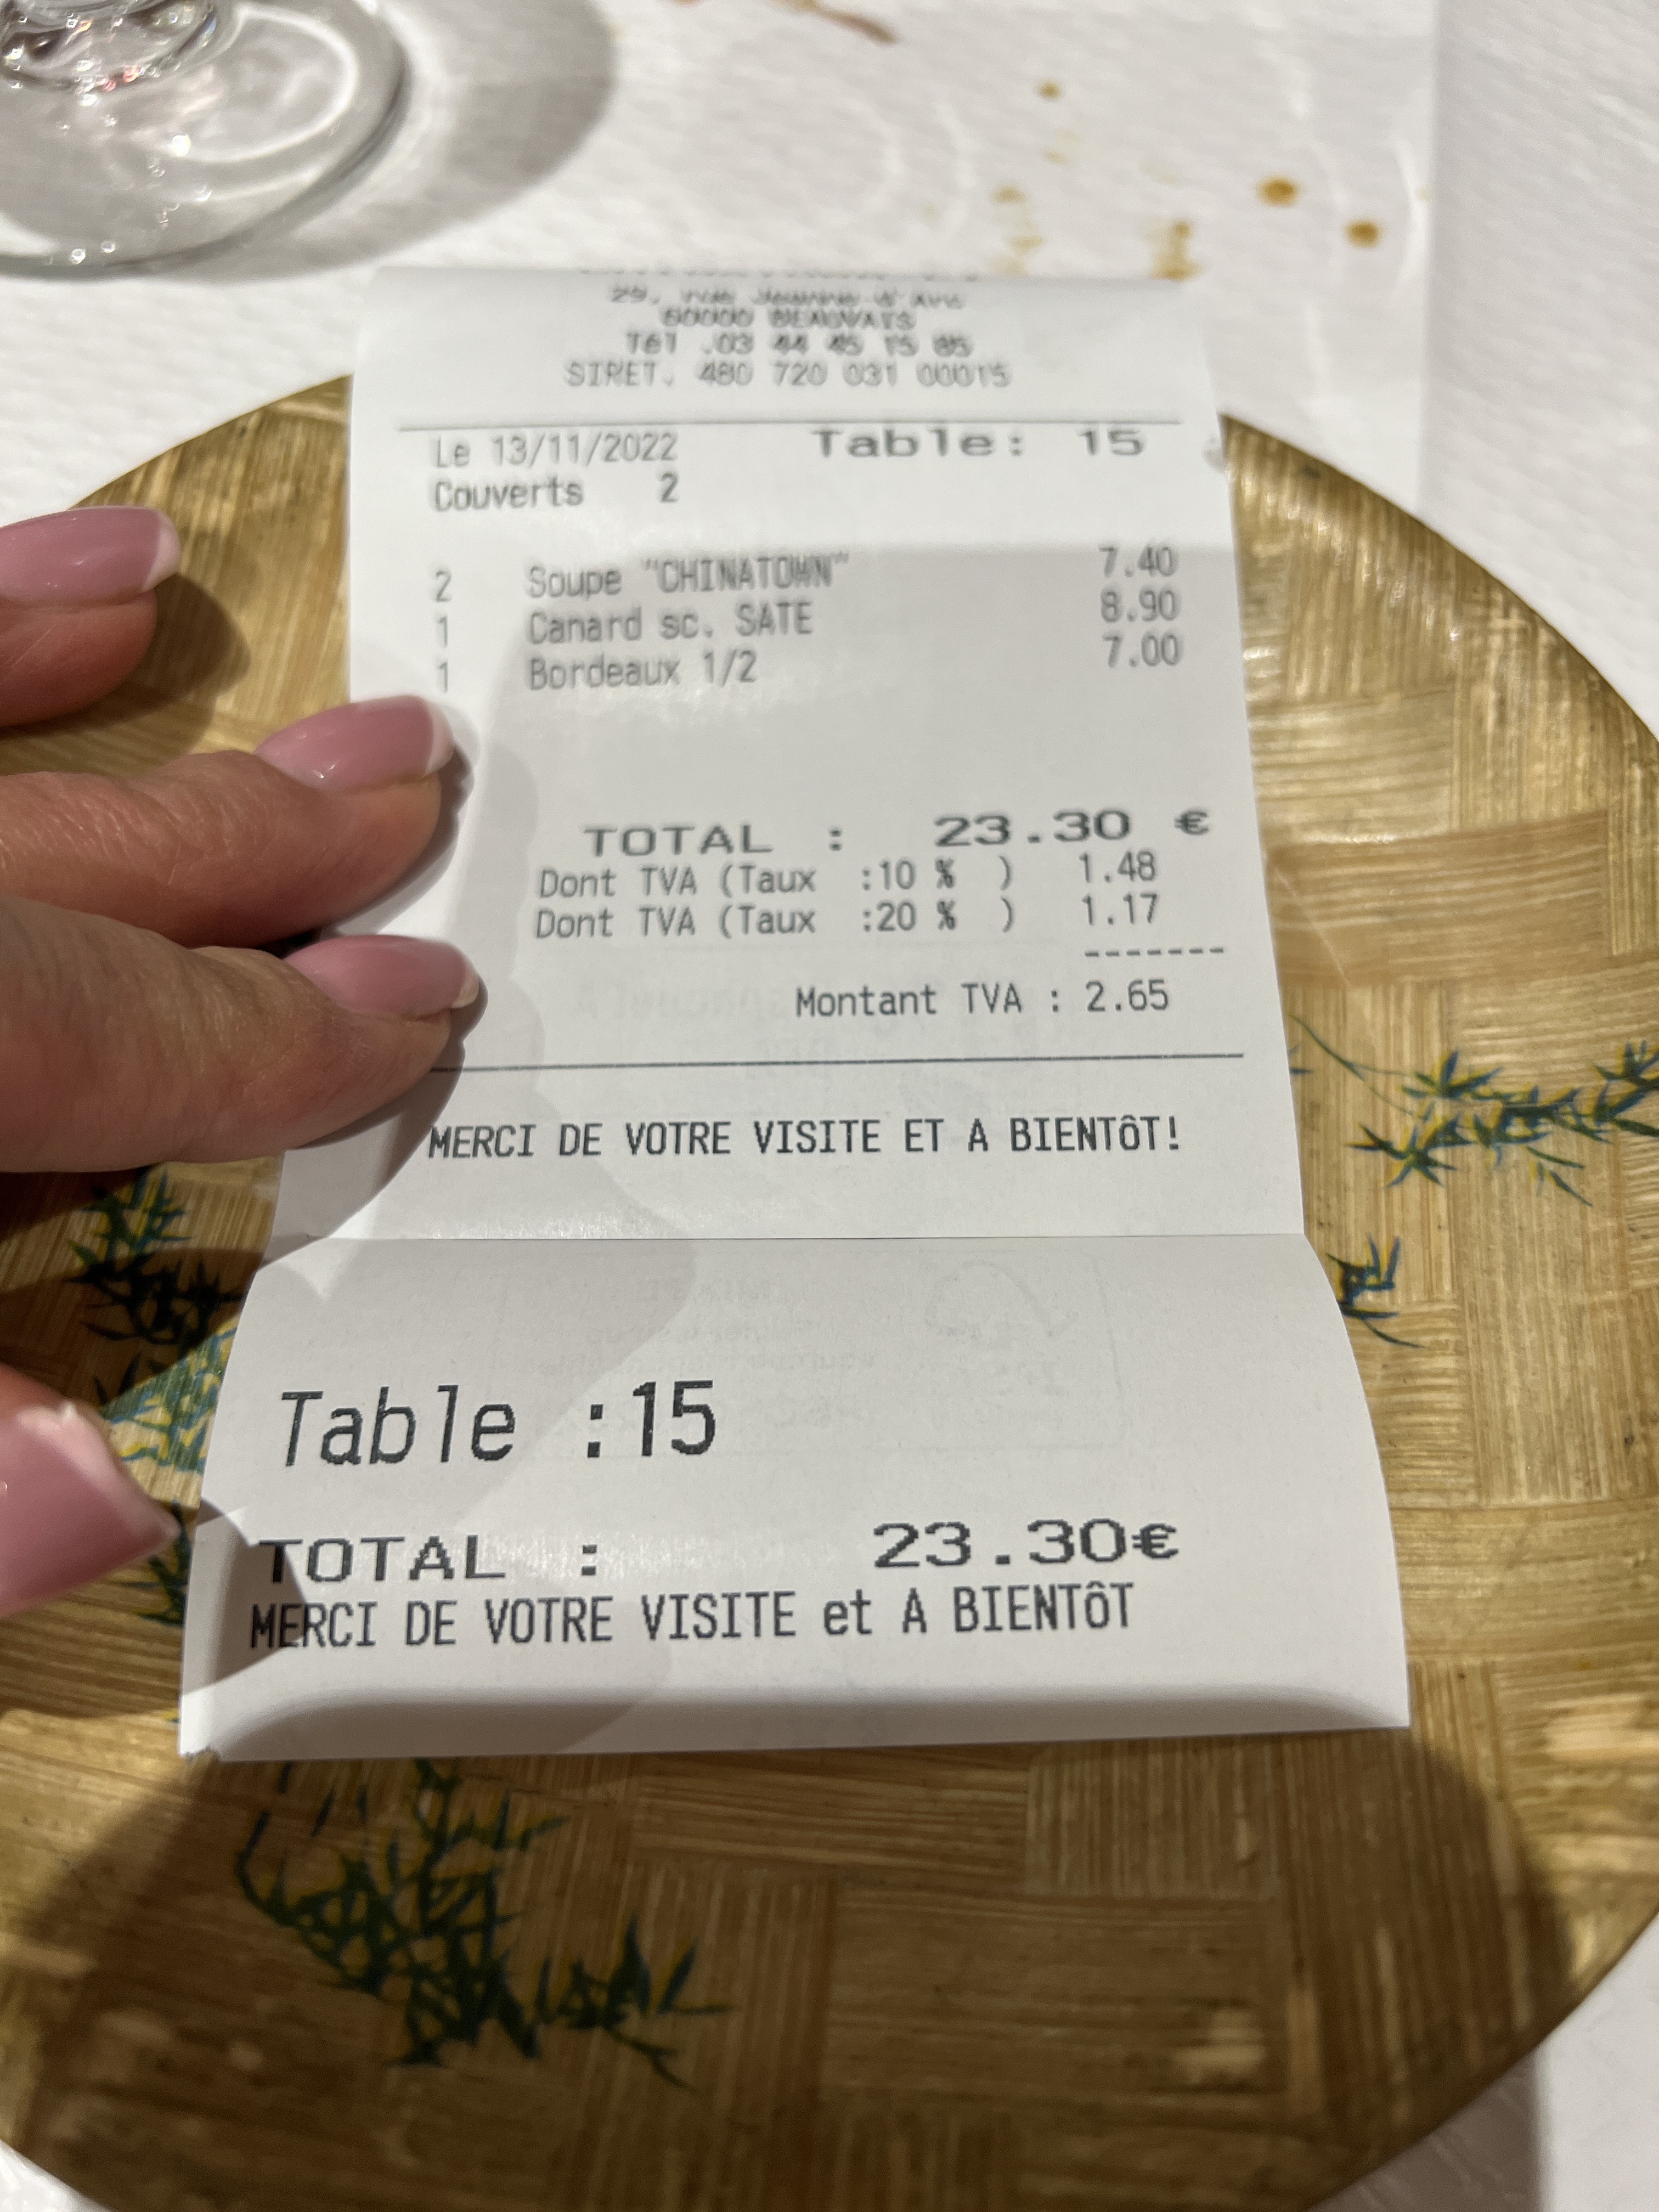 29, rue Jeanne d'Arc
60000 BEAUVAIS
Tél .03 44 45 15 85
SIRET. 480 720 031 00015
Le 13/11/2022 Table: 15
Couverts 2
2 Soupe "CHINATOWN" 7.40
1 Canard sc. SATE 8.90
1 Bordeaux 1/2 7.00
TOTAL : 23.30 €
Dont TVA (Taux :10 % ) 1.48
Dont TVA (Taux :20 % ) 1.17
-------
Montant TVA : 2.65
MERCI DE VOTRE VISITE ET A BIENTôT!
Table :15
TOTAL : 23.30€
MERCI DE VOTRE VISITE et A BIENTôT